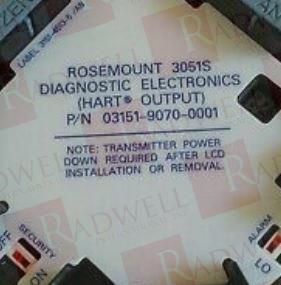 ROSEMOUNT 3051S
DIAGNOSTIC ELECTRONICS
(HART® OUTPUT)
P/N 03151-9070-0001
NOTE: TRANSMITTER POWER
DOWN REQUIRED AFTER LCD
INSTALLATION OR REMOVAL.
SECURITY
ON
ALARM
LO
RADWELL